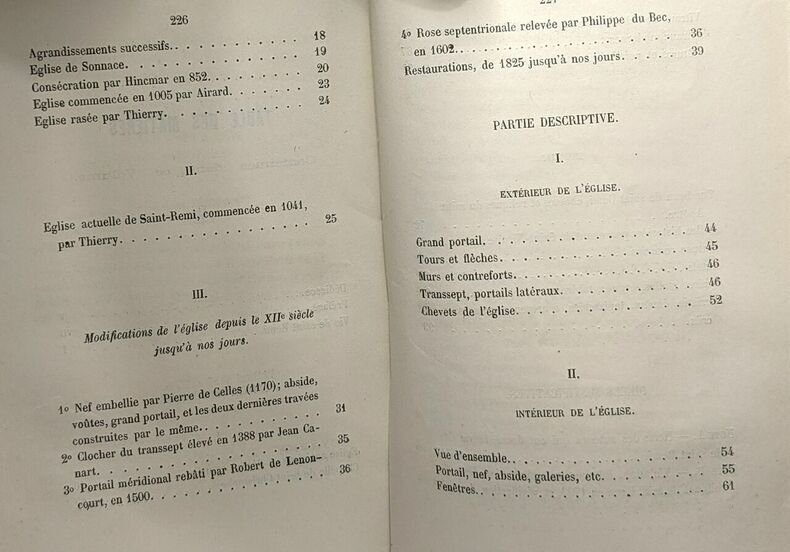 226
Agrandissements successifs. . . . . . . . . . . 18
Eglise de Sonnace. . . . . . . . . . . . . 19
Consécration par Hincmar en 852. . . . . . . . . 20
Eglise commencée en 1005 par Airard. . . . . . . 23
Eglise rasée par Thierry. . . . . . . . . . . . 24
II.
Eglise actuelle de Saint-Remi, commencée en 1041,
par Thierry. . . . . . . . . . . . . . 25
III.
Modifications de l'église depuis le XIIe siècle
jusqu'à nos jours.
1o Nef embellie par Pierre de Celles (1170); abside,
voûtes, grand portail, et les deux dernières travées
construites par le même. . . . . . . . . . 31
2o Clocher du transsept élevé en 1388 par Jean Ca-
nart. . . . . . . . . . . . . . . . 35
3o Portail méridional rebâti par Robert de Lenon-
court, en 1500. . . . . . . . . . . . . 36
227
4o Rose septentrionale relevée par Philippe du Bec,
en 1602. . . . . . . . . . . . . . . 36
Restaurations, de 1825 jusqu'à nos jours. . . . . . 39
PARTIE DESCRIPTIVE.
I.
EXTÉRIEUR DE L'ÉGLISE.
Grand portail. . . . . . . . . . . . . . 44
Tours et flèches. . . . . . . . . . . . . 45
Murs et contreforts. . . . . . . . . . . . 46
Transsept, portails latéraux. . . . . . . . . . 46
Chevets de l'église. . . . . . . . . . . . 52
II.
INTÉRIEUR DE L'ÉGLISE.
Vue d'ensemble. . . . . . . . . . . . . 54
Portail, nef, abside, galeries, etc. . . . . . . . 55
Fenêtres. . . . . . . . . . . . . . . 61